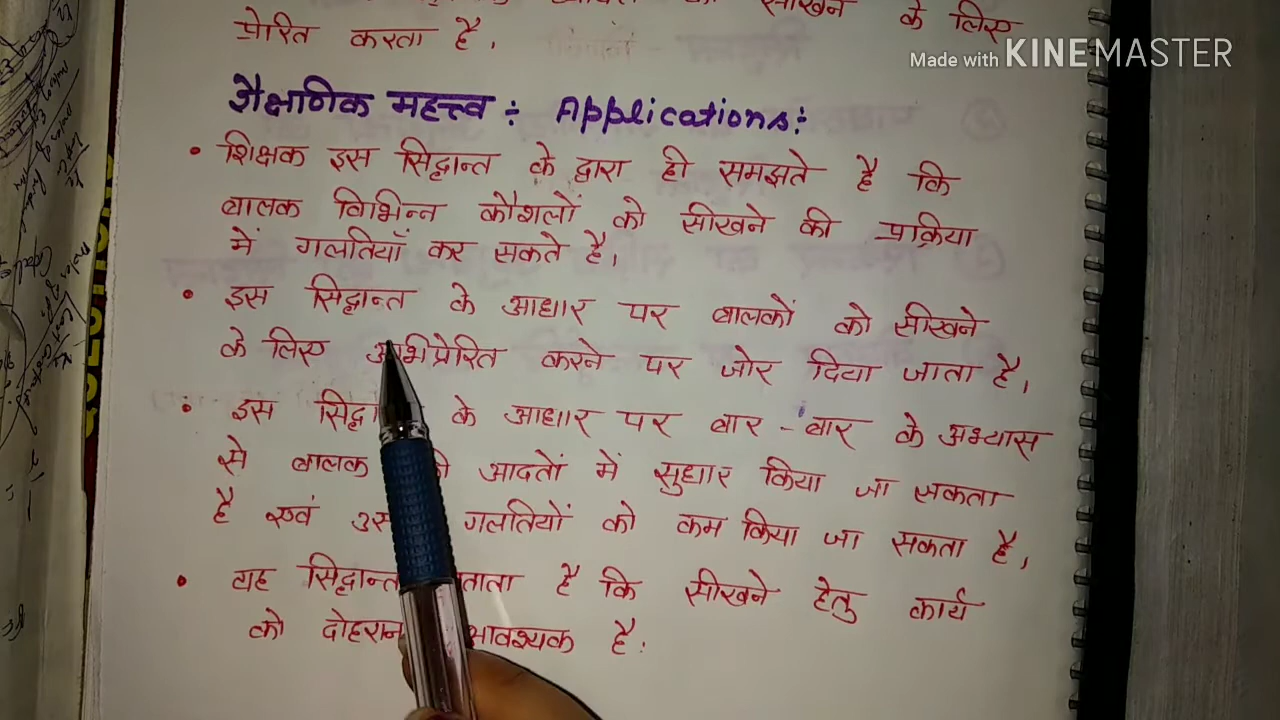 सीखने के लिए
प्रेरित करता है।
Made with KINEMASTER
शैक्षणिक महत्त्व ÷ Applications ÷
• शिक्षक इस सिद्धान्त के द्वारा ही समझते है कि
बालक विभिन्न कौशलों को सीखने की प्रक्रिया
में गलतियाँ कर सकते है।
• इस सिद्धान्त के आधार पर बालकों को सीखने
के लिए अभीप्रेरित करने पर जोर दिया जाता है।
• इस के आधार पर बार - बार के अभ्यास
से बालक आदतों में सुधार किया जा सकता
है एवं गलतियों को कम किया जा सकता है।
• यह सिद्धान्त है कि सीखने हेतु कार्य
को आवश्यक है।